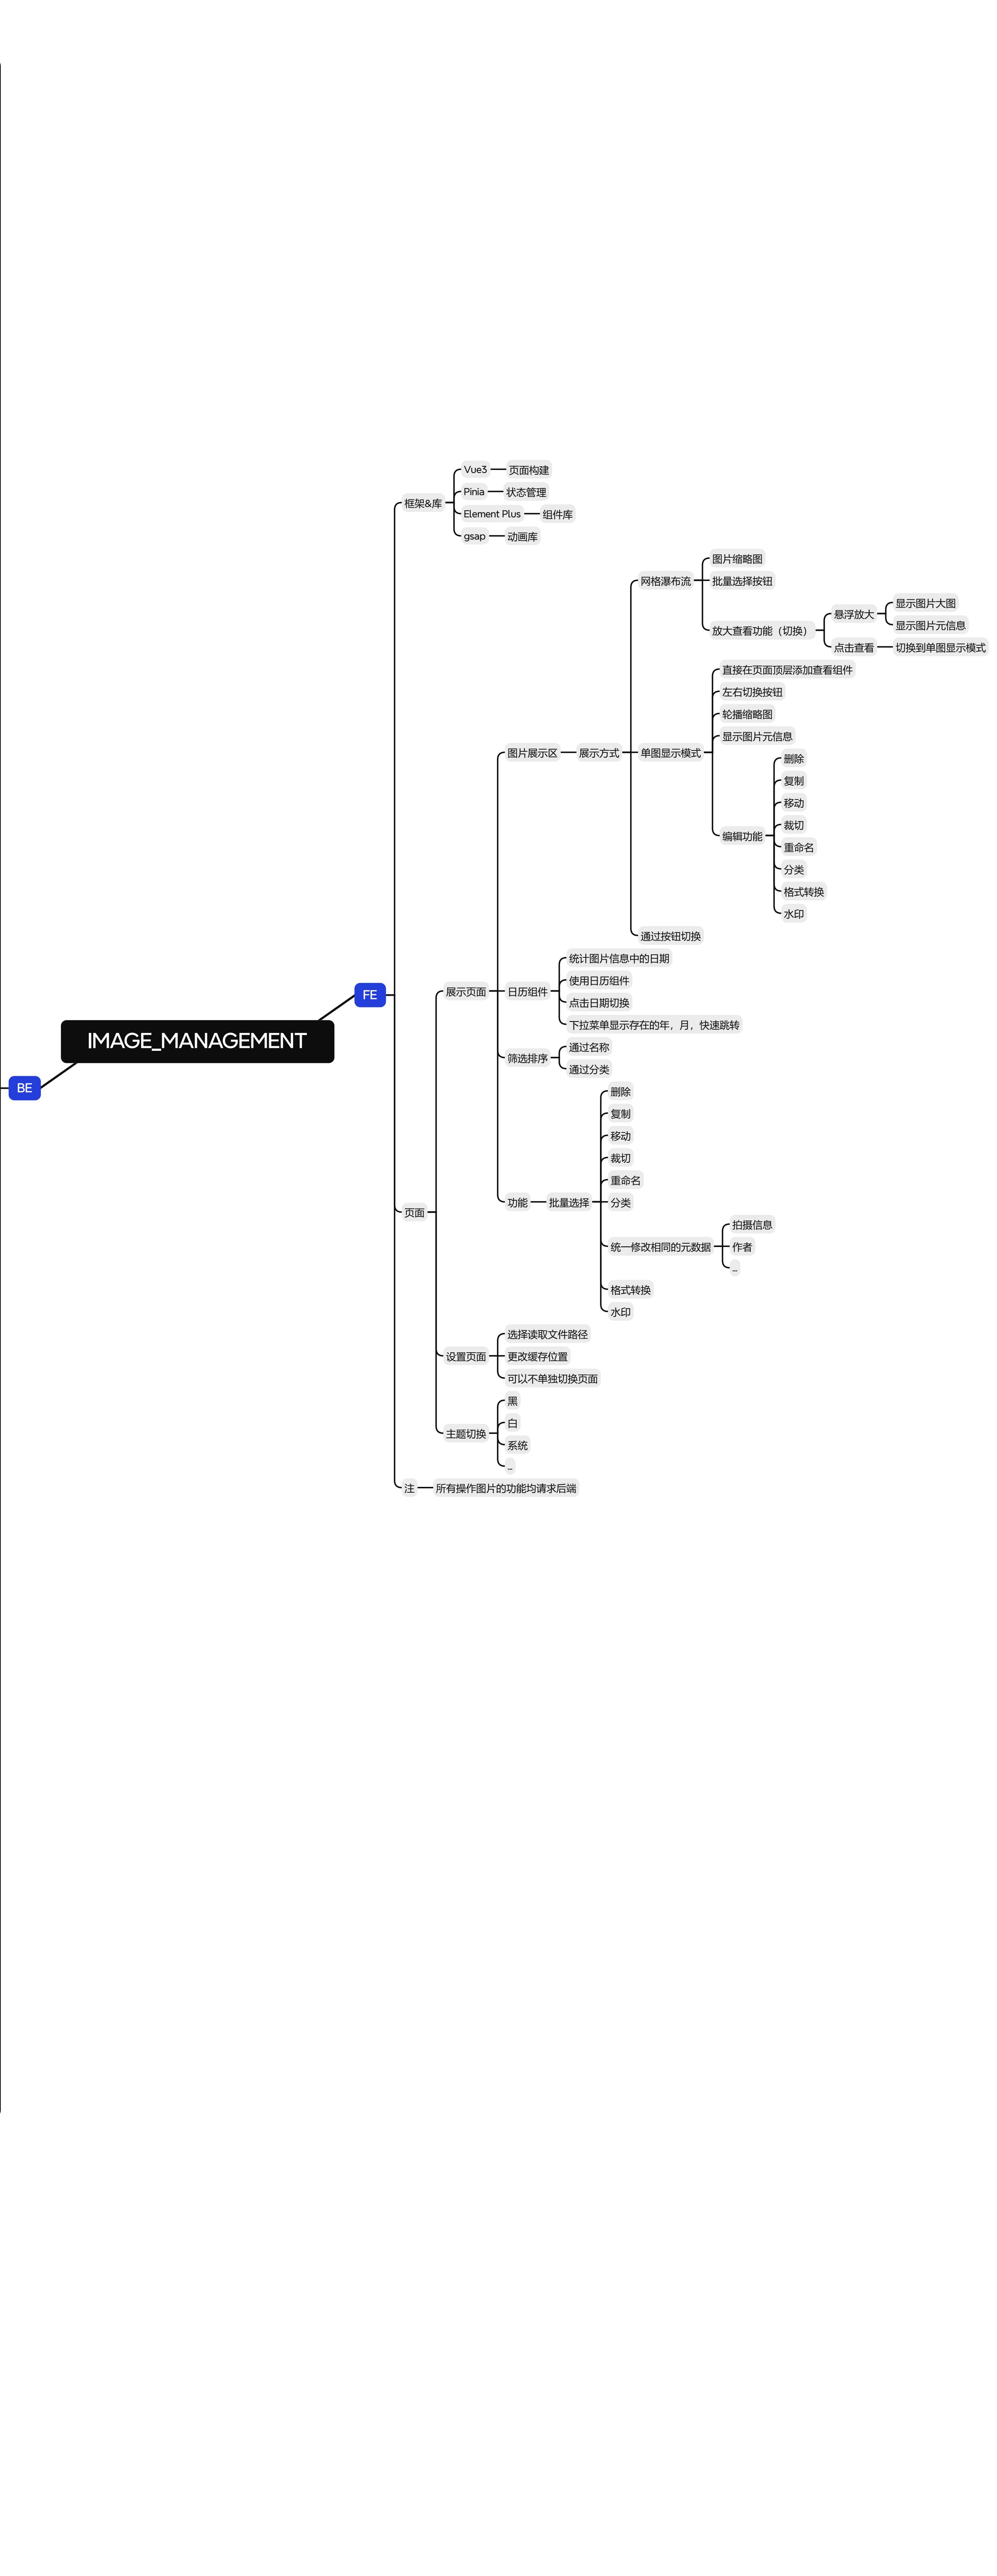 Vue3
页面构建
Pinia
状态管理
框架&库
Element Plus
组件库
gsap
动画库
图片缩略图
网格瀑布流
批量选择按钮
显示图片大图
悬浮放大
显示图片元信息
放大查看功能（切换）
点击查看
切换到单图显示模式
直接在页面顶层添加查看组件
左右切换按钮
轮播缩略图
显示图片元信息
图片展示区
展示方式
单图显示模式
删除
复制
移动
裁切
编辑功能
重命名
分类
格式转换
水印
通过按钮切换
统计图片信息中的日期
使用日历组件
展示页面
日历组件
FE
点击日期切换
下拉菜单显示存在的年，月，快速跳转
IMAGE_MANAGEMENT
通过名称
筛选排序
通过分类
BE
删除
复制
移动
裁切
重命名
功能
批量选择
分类
页面
拍摄信息
统一修改相同的元数据
作者
...
格式转换
水印
选择读取文件路径
设置页面
更改缓存位置
可以不单独切换页面
黑
白
主题切换
系统
...
注
所有操作图片的功能均请求后端